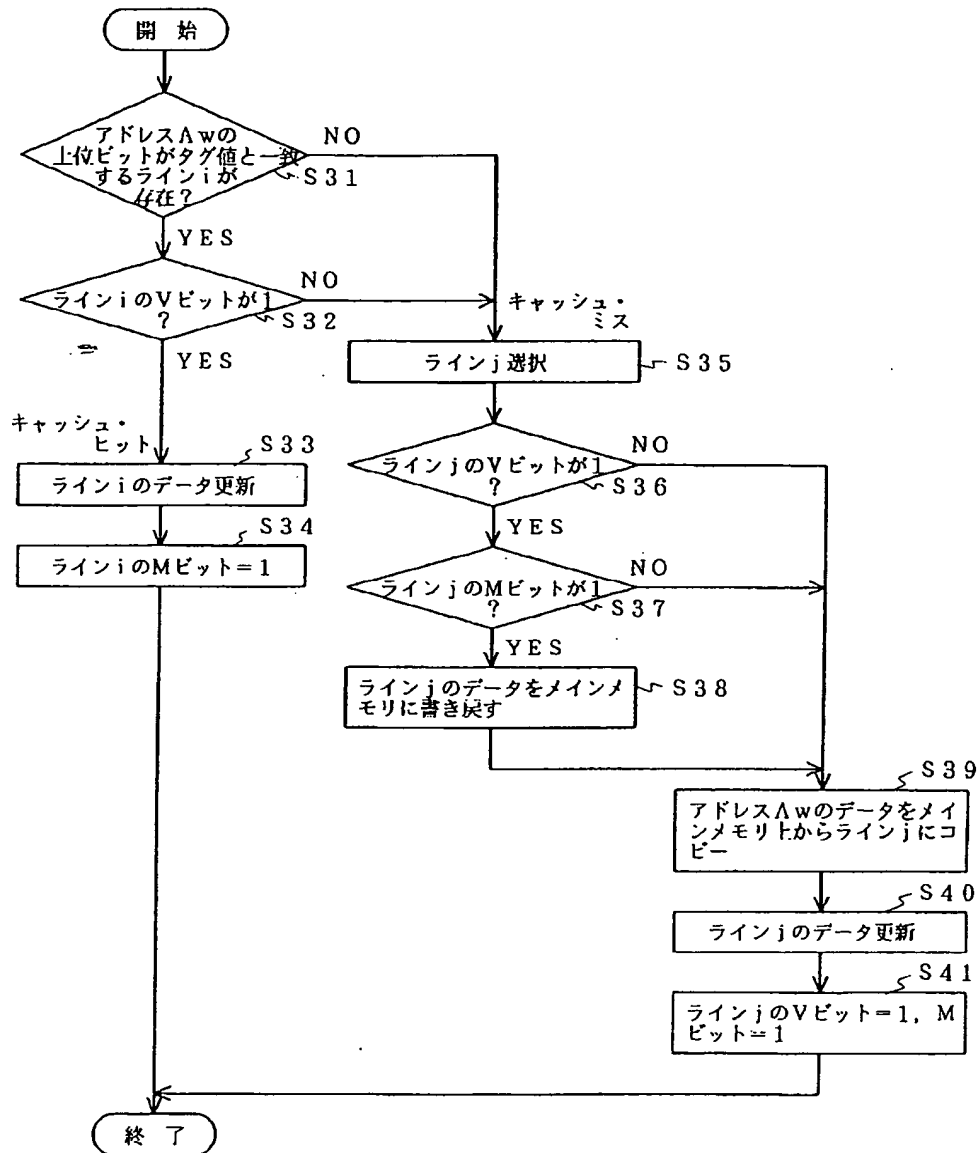 開 始
アドレスAwの
上位ビットがタグ値と一致
するラインiが
存在?
NO
S31
YES
ラインiのVビットが1
?
NO
S32
YES
キャッシュ・
ヒット
S33
ラインiのデータ更新
S34
ラインiのMビット=1
キャッシュ・
ミス
ラインj選択
S35
ラインjのVビットが1
?
NO
S36
YES
ラインjのMビットが1
?
NO
S37
YES
ラインjのデータをメインメ
モリに書き戻す
S38
S39
アドレスAwのデータをメイ
ンメモリ上からラインjにコ
ピー
S40
ラインjのデータ更新
S41
ラインjのVビット=1,M
ビット=1
終 了